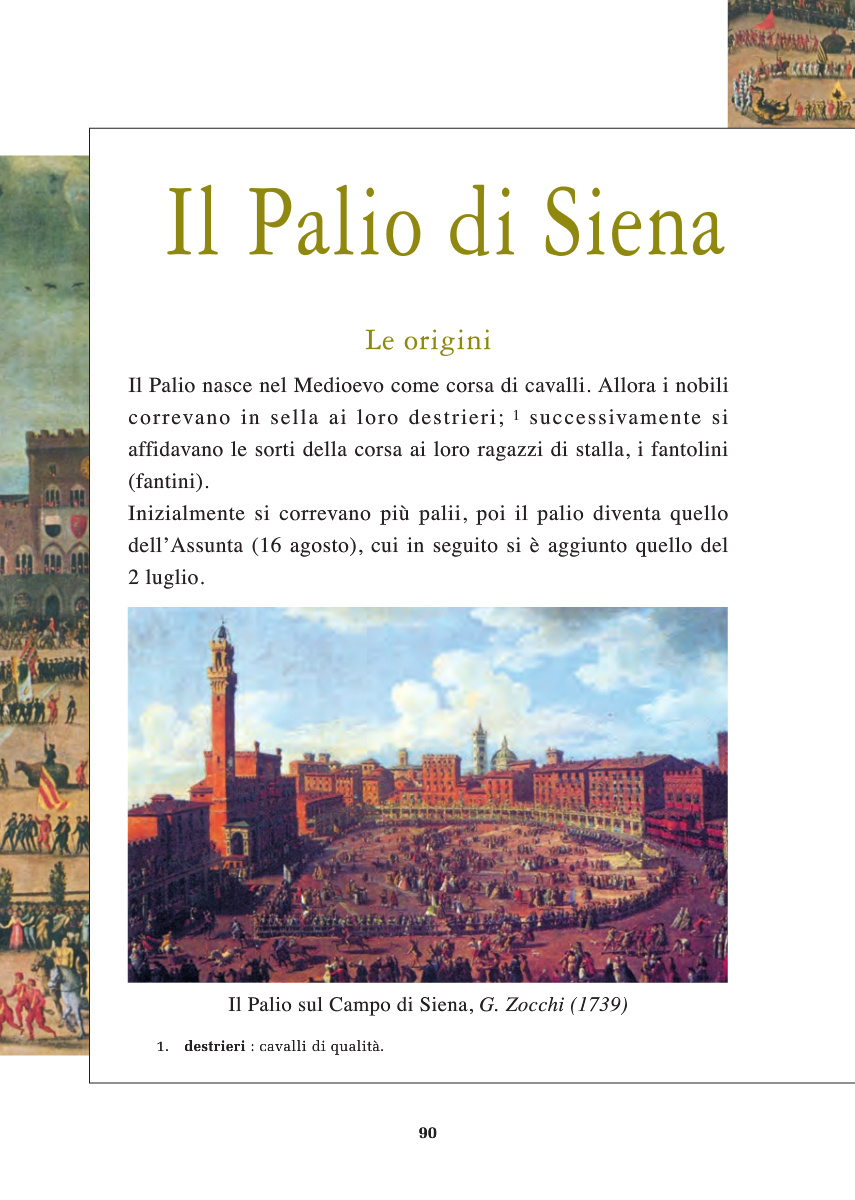 Il Palio di Siena
Le origini
Il Palio nasce nel Medioevo come corsa di cavalli. Allora i nobili
correvano in sella ai loro destrieri; 1 successivamente si
affidavano le sorti della corsa ai loro ragazzi di stalla, i fantolini
(fantini).
Inizialmente si correvano più palii, poi il palio diventa quello
dell’Assunta (16 agosto), cui in seguito si è aggiunto quello del
2 luglio.
Il Palio sul Campo di Siena, G. Zocchi (1739)
1. destrieri : cavalli di qualità.
90